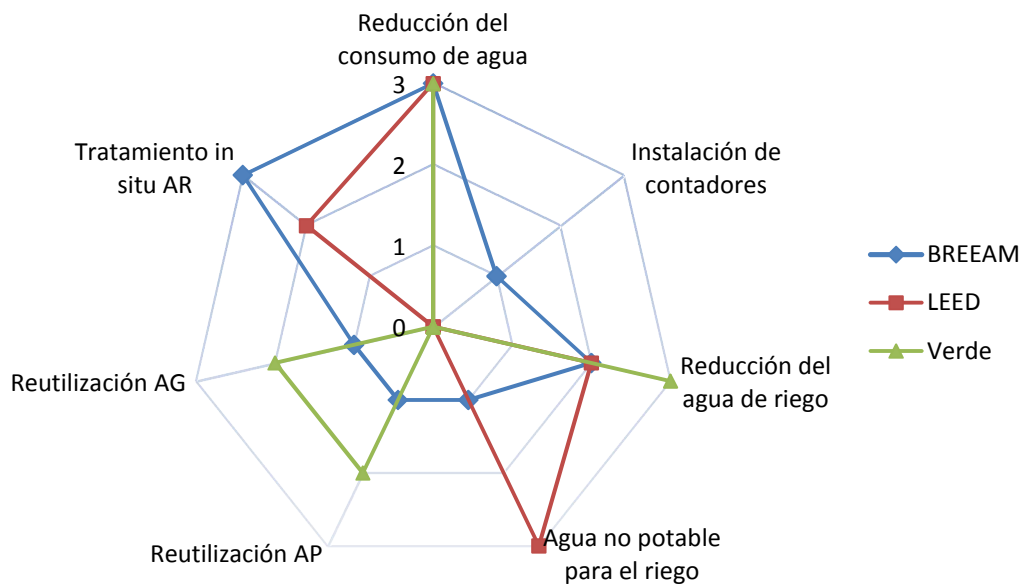 Reducción del
consumo de agua
3
2
1
0
Instalación de
contadores
Reducción del
agua de riego
Agua no potable
para el riego
Reutilización AP
Reutilización AG
Tratamiento in
situ AR
BREEAM
LEED
Verde